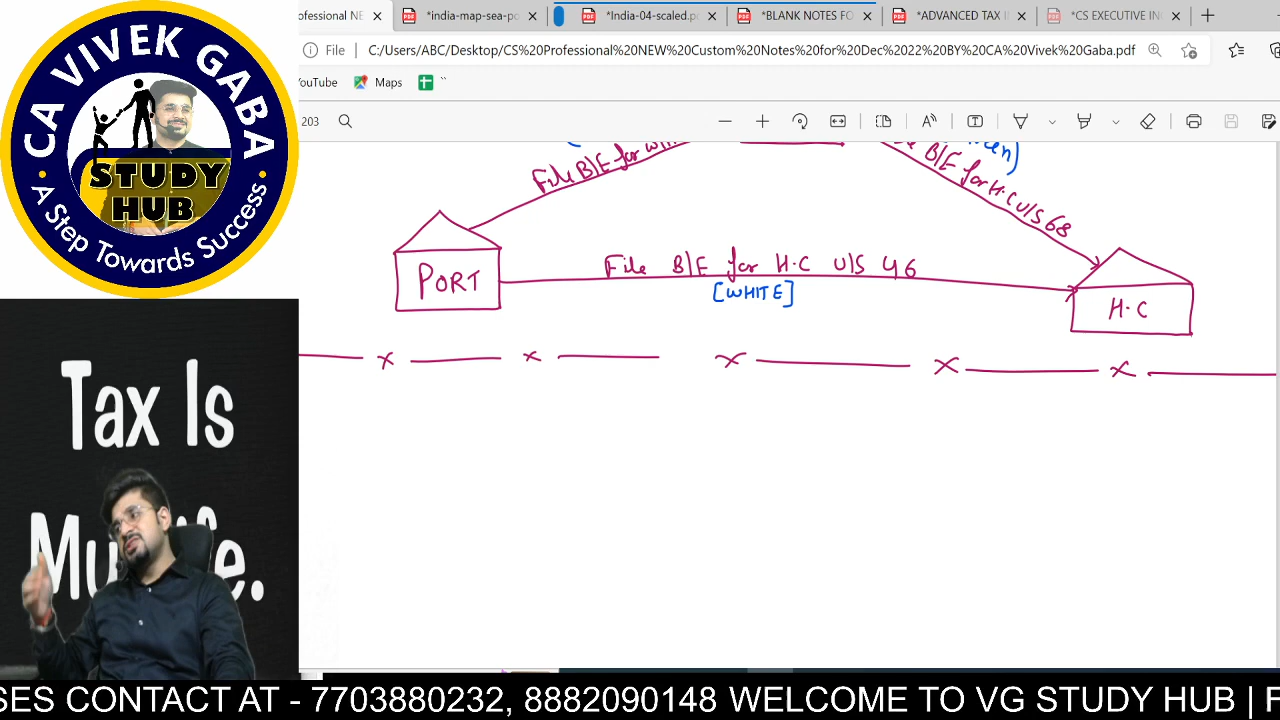 ofessional NE
*india-map-sea-po
*India-04-scaled.p
*BLANK NOTES FO
*ADVANCED TAX L
*CS EXECUTIVE IN
File C:/Users/ABC/Desktop/CS%20Professional%20NEW%20Custom%20Notes%20for%20Dec%2022%20BY%20CA%20Vivek%20Gaba.pdf
ouTube Maps ``
203
CA VIVEK GABA
STUDY
HUB
• A Step Towards Success •
File B/E for
B/E for H.C U/S 68
PORT
File B/E for H.C U/S 46
[WHITE]
H.C
Tax Is
SES CONTACT AT - 7703880232, 8882090148 WELCOME TO VG STUDY HUB | F